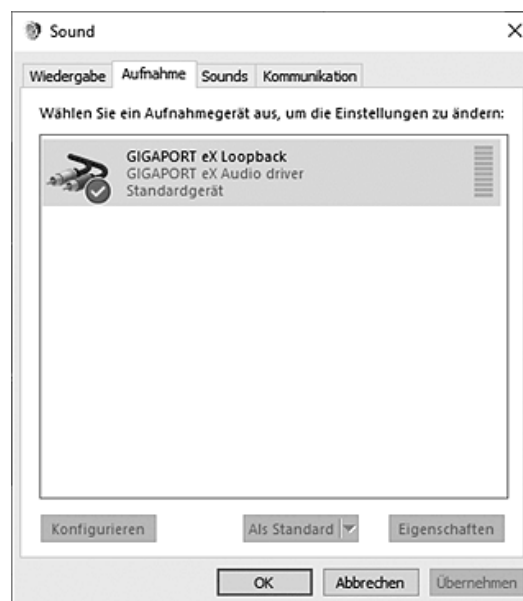 Sound
Wiedergabe Aufnahme Sounds Kommunikation
Wählen Sie ein Aufnahmegerät aus, um die Einstellungen zu ändern:
GIGAPORT eX Loopback
GIGAPORT eX Audio driver
Standardgerät
Konfigurieren Als Standard Eigenschaften
OK Abbrechen Übernehmen